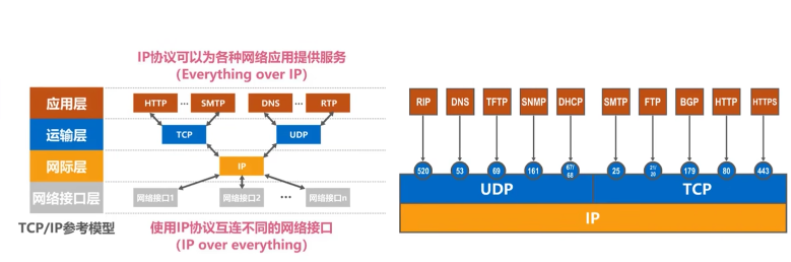 IP协议可以为各种网络应用提供服务
（Everything over IP）
应用层
HTTP ··· SMTP DNS ··· RTP
运输层
TCP UDP
网际层
IP
网络接口层
网络接口1 网络接口2 ··· 网络接口n
TCP/IP参考模型
使用IP协议互连不同的网络接口
（IP over everything）
RIP DNS TFTP SNMP DHCP SMTP FTP BGP HTTP HTTPS
520 53 69 161 67/68 25 21/20 179 80 443
UDP TCP
IP